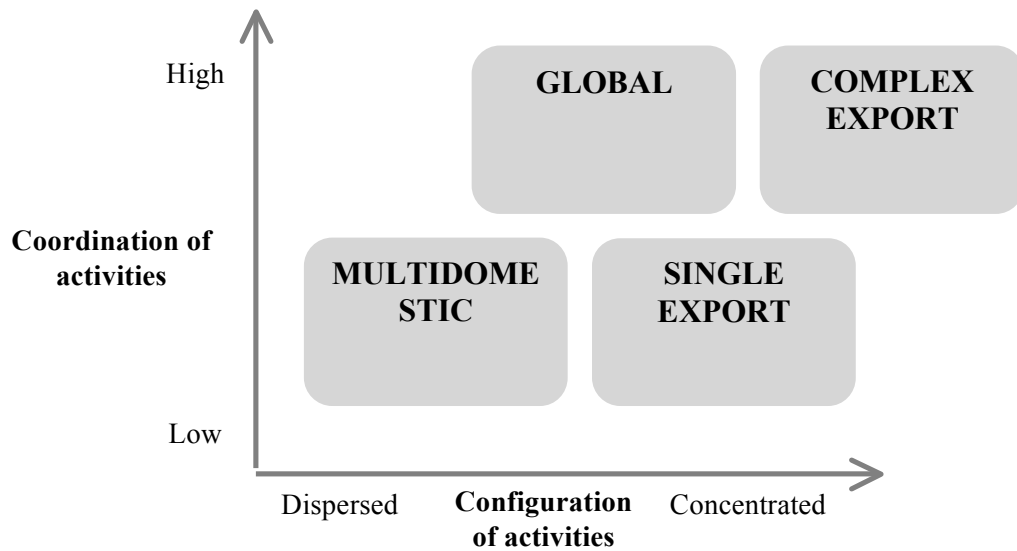 High
GLOBAL
COMPLEX
EXPORT
Coordination of
activities
MULTIDOME
STIC
SINGLE
EXPORT
Low
Dispersed
Configuration
of activities
Concentrated